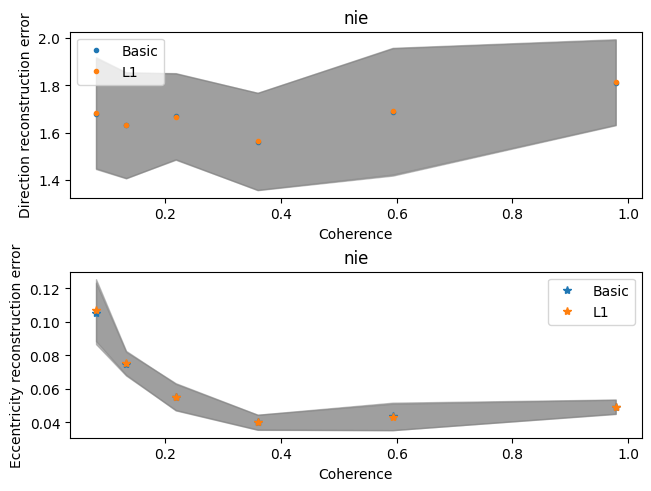 nie
Direction reconstruction error
2.0
1.8
1.6
1.4
Basic
L1
0.2 0.4 0.6 0.8 1.0
Coherence
nie
Eccentricity reconstruction error
0.12
0.10
0.08
0.06
0.04
Basic
L1
0.2 0.4 0.6 0.8 1.0
Coherence